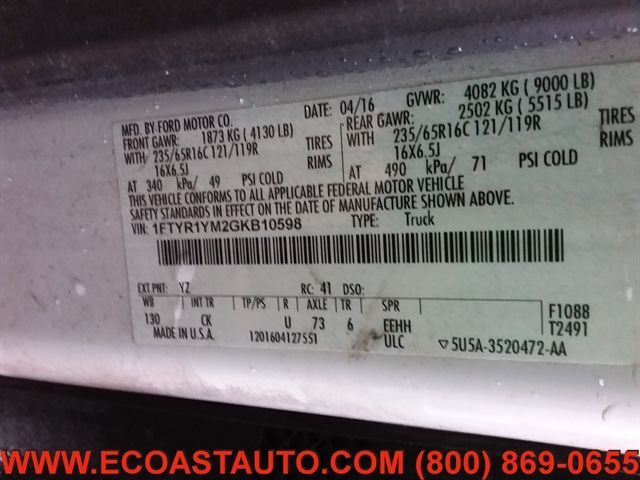 MFD. BY FORD MOTOR CO.
DATE: 04/16
GVWR: 4082 KG ( 9000 LB)
FRONT GAWR: 1873 KG ( 4130 LB)
REAR GAWR: 2502 KG ( 5515 LB)
WITH 235/65R16C 121/119R TIRES
WITH 235/65R16C 121/119R TIRES
16X6.5J RIMS
16X6.5J RIMS
AT 340 kPa/ 49 PSI COLD
AT 490 kPa/ 71 PSI COLD
THIS VEHICLE CONFORMS TO ALL APPLICABLE FEDERAL MOTOR VEHICLE
SAFETY STANDARDS IN EFFECT ON THE DATE OF MANUFACTURE SHOWN ABOVE.
VIN: 1FTYR1YM2GKB10598
TYPE: Truck
EXT PNT: YZ RC: 41 DSO:
WB INT TR TP/PS R AXLE TR SPR
130 CK U 73 6 EEHH
F1088
T2491
MADE IN U.S.A. 1201604127551 ULC
▽5U5A-3520472-AA
WWW.ECOASTAUTO.COM (800) 869-0655